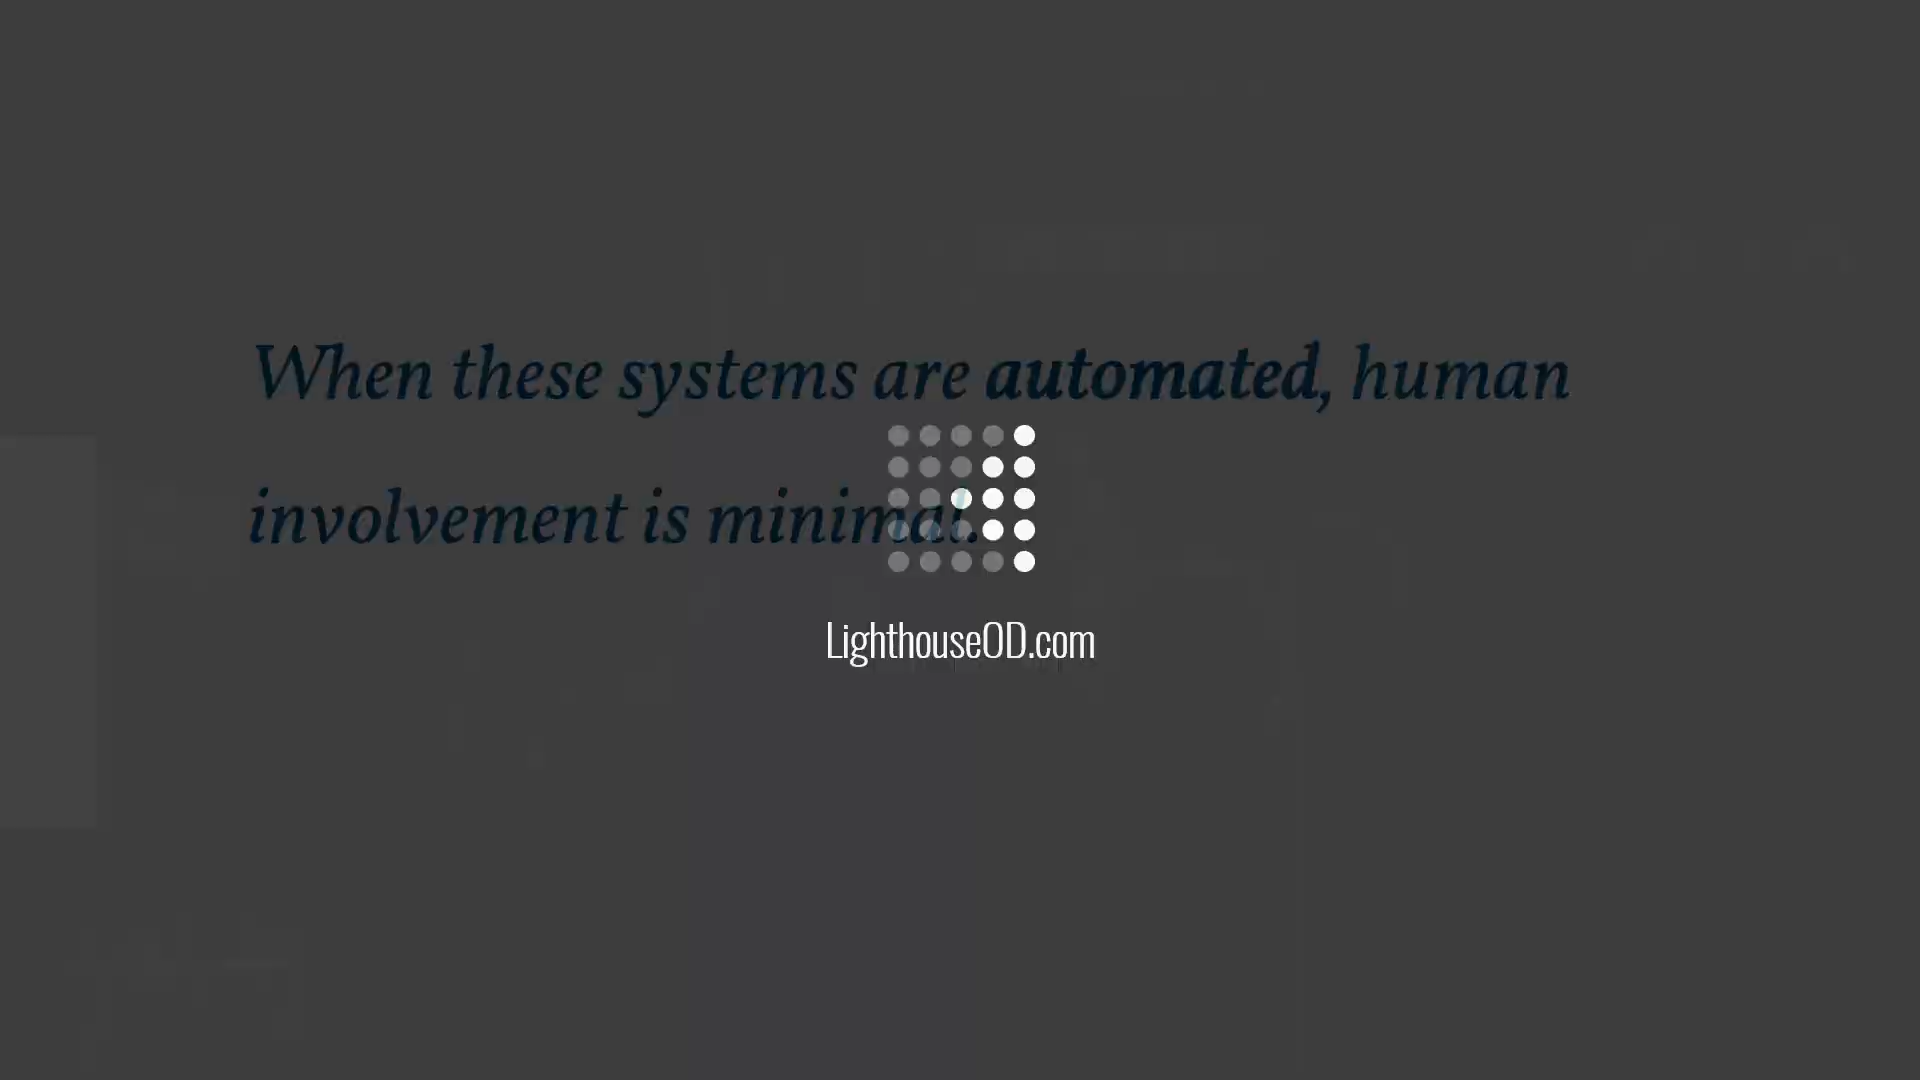 When these systems are automated, human
involvement is minimal.
LighthouseOD.com